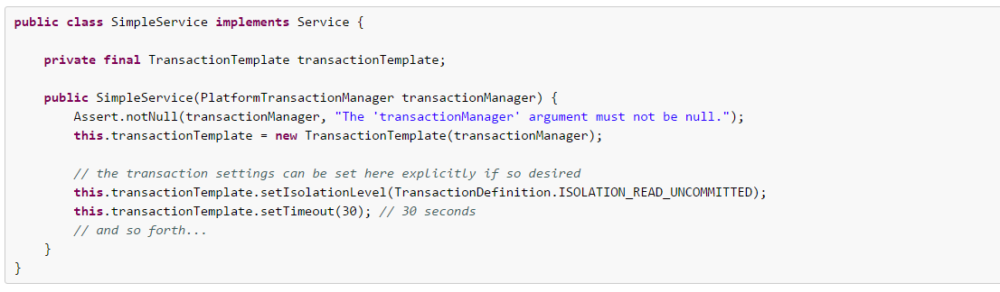 public class SimpleService implements Service {
private final TransactionTemplate transactionTemplate;
public SimpleService(PlatformTransactionManager transactionManager) {
Assert.notNull(transactionManager, "The 'transactionManager' argument must not be null.");
this.transactionTemplate = new TransactionTemplate(transactionManager);
// the transaction settings can be set here explicitly if so desired
this.transactionTemplate.setIsolationLevel(TransactionDefinition.ISOLATION_READ_UNCOMMITTED);
this.transactionTemplate.setTimeout(30); // 30 seconds
// and so forth...
}
}